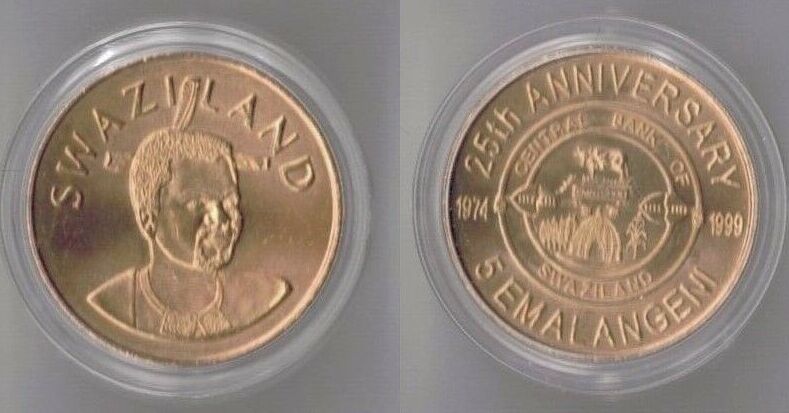 SWAZILAND
25th ANNIVERSARY
CENTRAL BANK OF
1974
1999
SWAZILAND
5 EMALANGENI